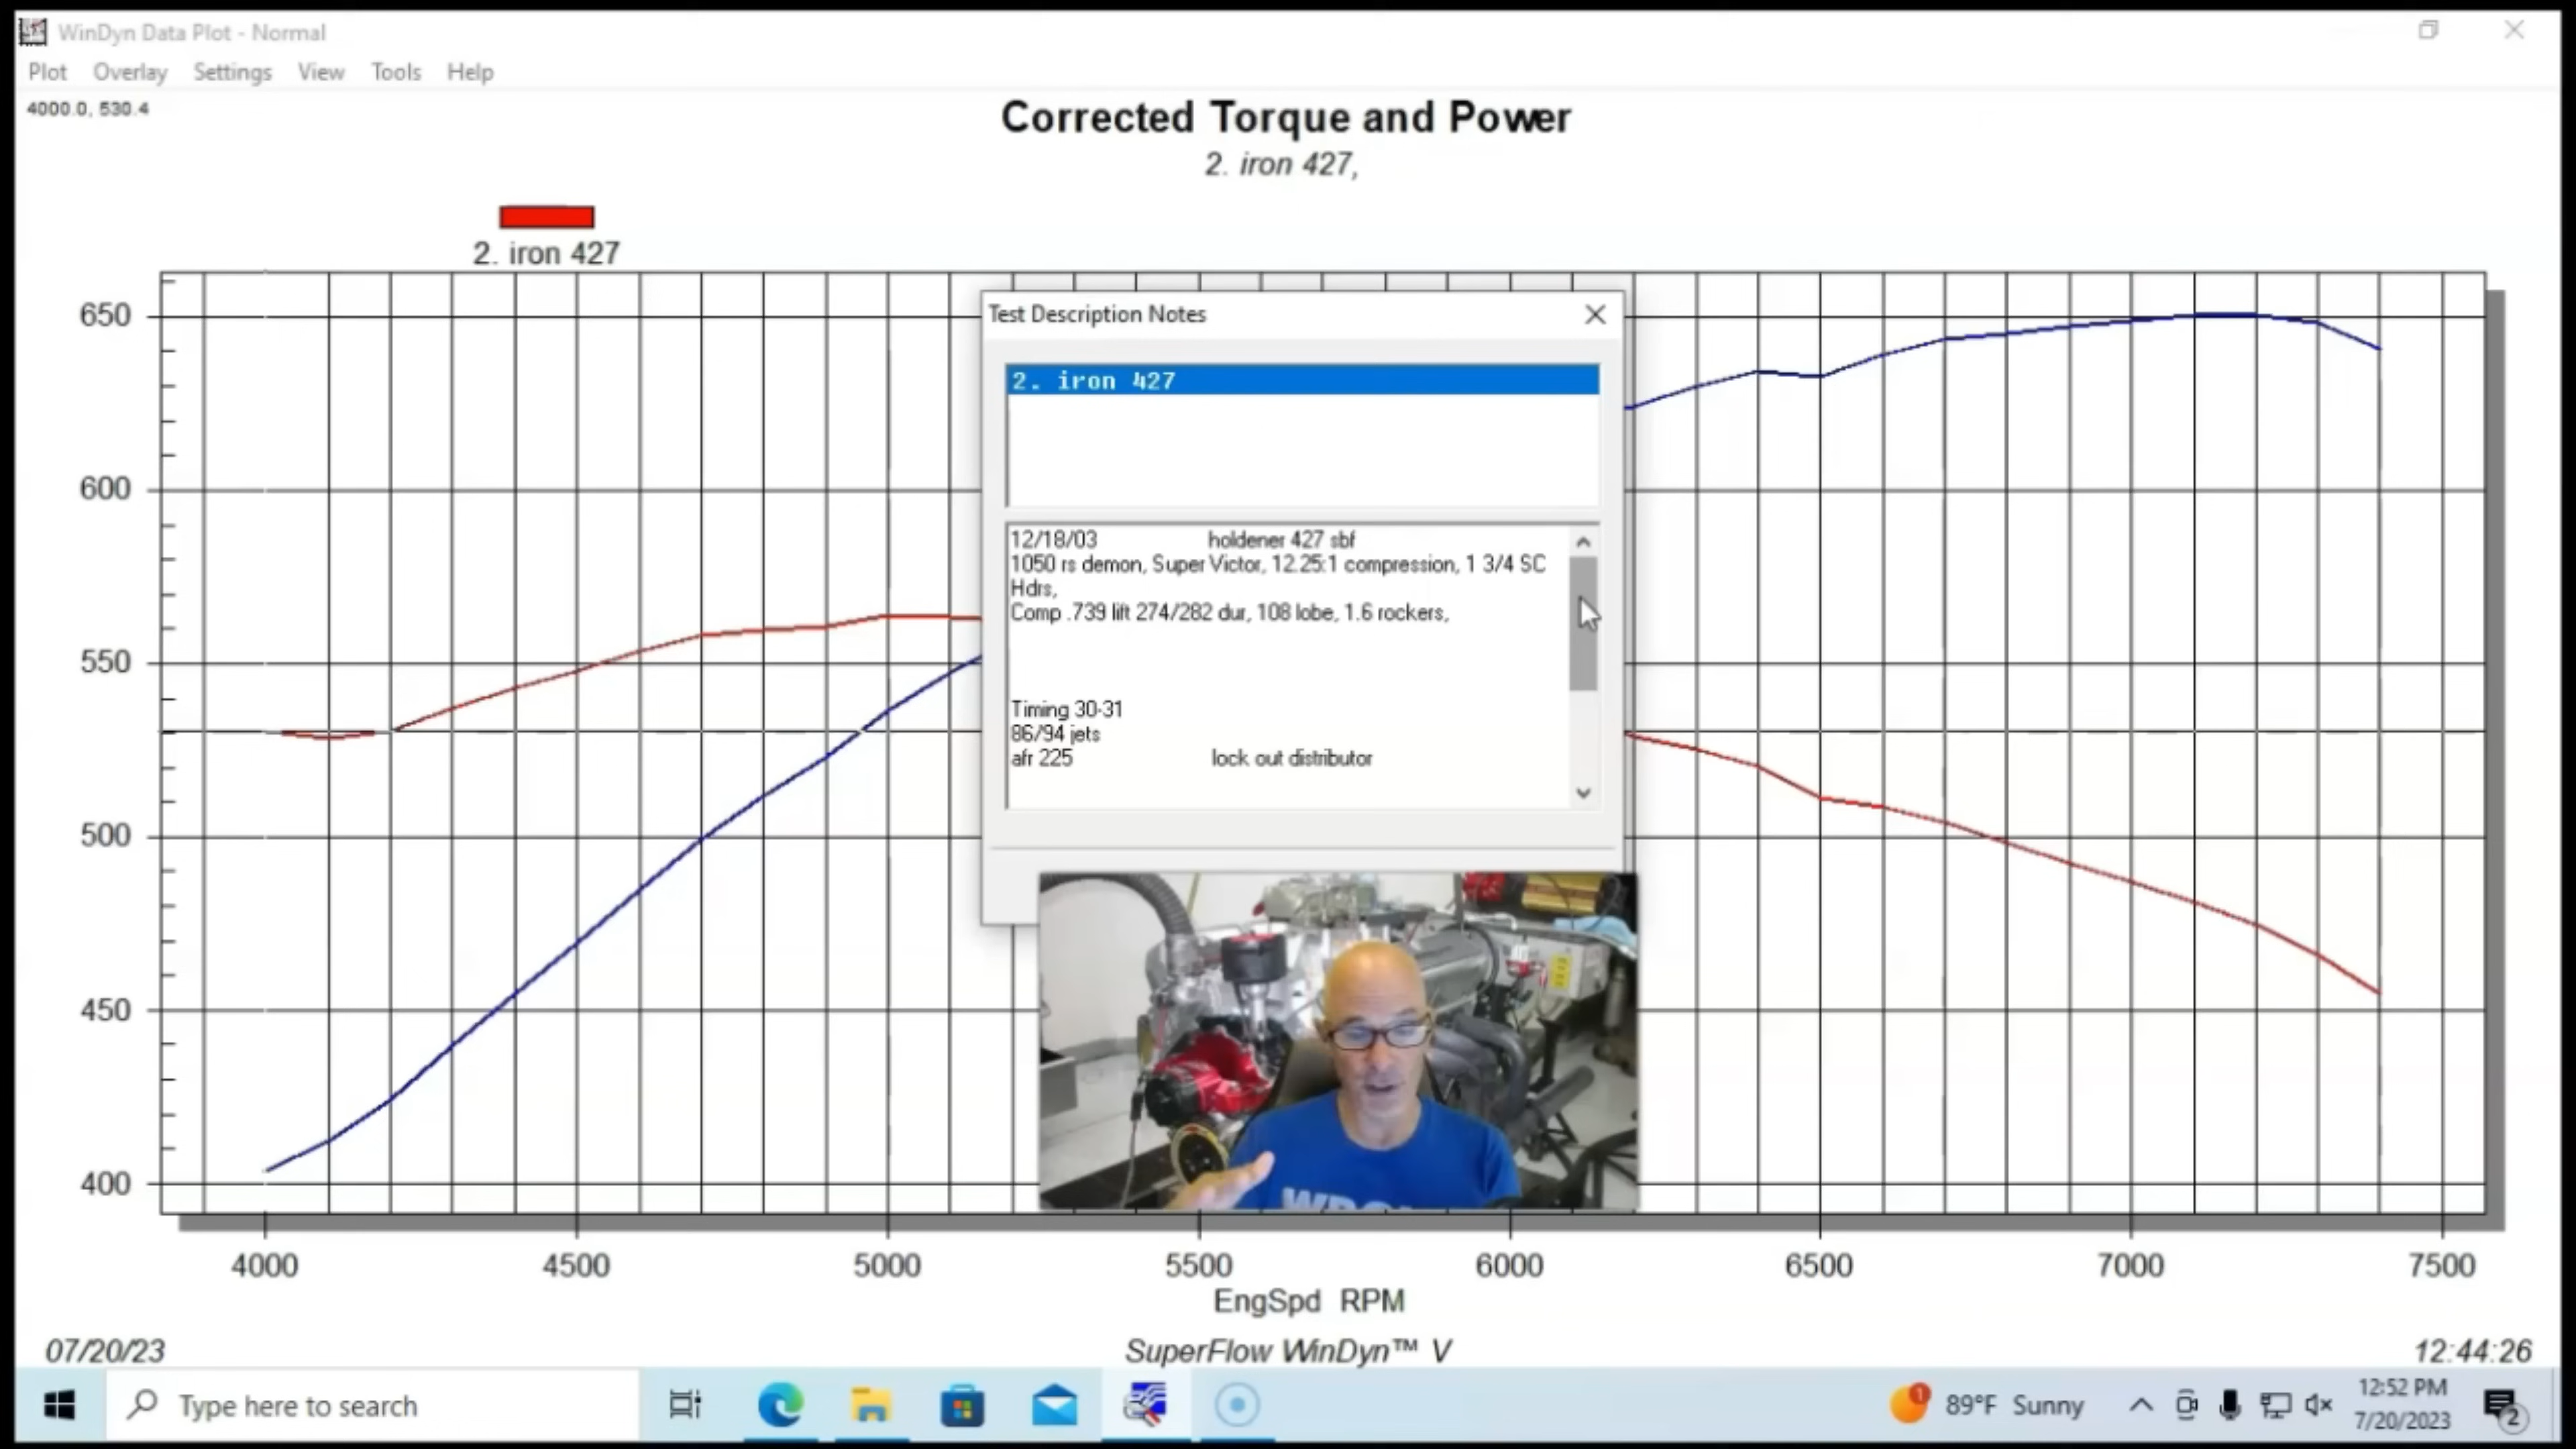 WinDyn Data Plot - Normal
Plot Overlay Settings View Tools Help
4000.0, 530.4
Corrected Torque and Power
2. iron 427,
2. iron 427
650
600
550
500
450
400
Test Description Notes
2. iron 427
12/18/03 holdener 427 sbf
1050 rs demon, Super Victor, 12.25:1 compression, 1 3/4 SC
Hdrs,
Comp .739 lift 274/282 dur, 108 lobe, 1.6 rockers,
Timing 30-31
86/94 jets
afr 225 lock out distributor
4000 4500 5000 5500 6000 6500 7000 7500
EngSpd RPM
07/20/23 SuperFlow WinDyn™ V 12:44:26
Type here to search
1
89°F Sunny
12:52 PM
7/20/2023
2